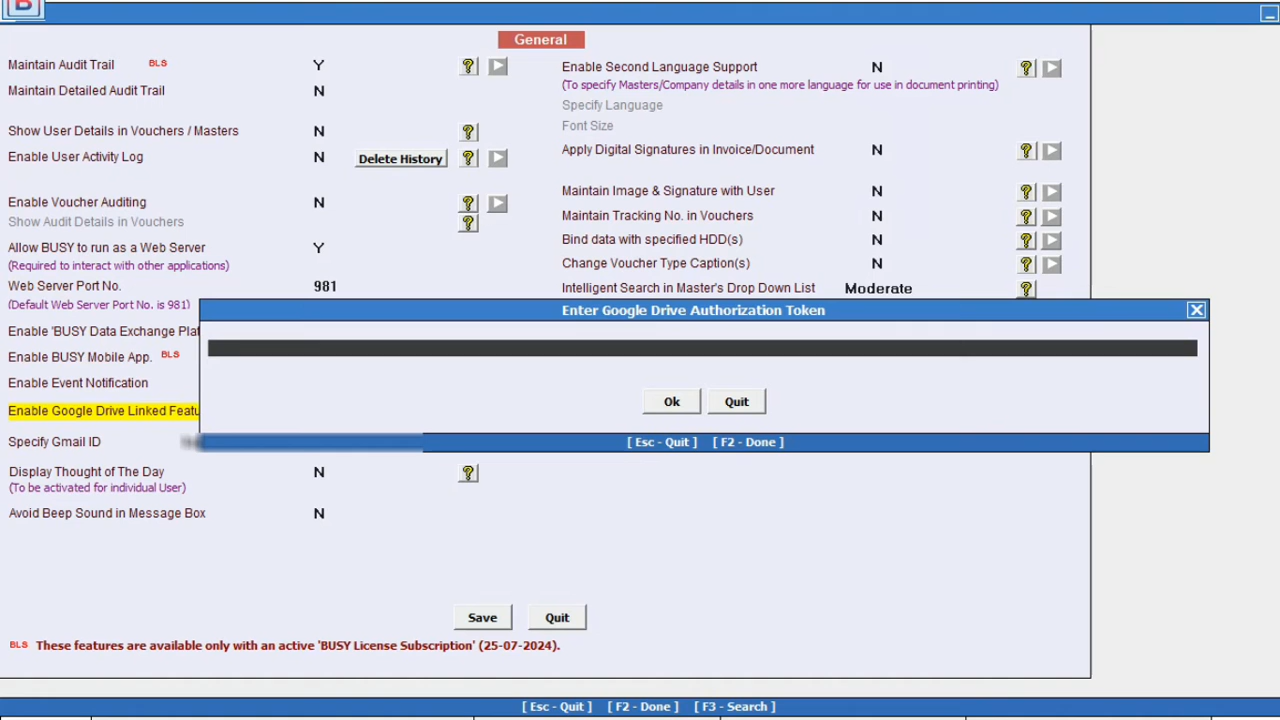 B
General
Maintain Audit Trail BLS Y
Maintain Detailed Audit Trail N
Show User Details in Vouchers / Masters N
Enable User Activity Log N Delete History
Enable Voucher Auditing N
Show Audit Details in Vouchers
Allow BUSY to run as a Web Server Y
(Required to interact with other applications)
Web Server Port No. 981
(Default Web Server Port No. is 981)
Enable 'BUSY Data Exchange Plat
Enable BUSY Mobile App. BLS
Enable Event Notification
Enable Google Drive Linked Featu
Specify Gmail ID
Display Thought of The Day N
(To be activated for individual User)
Avoid Beep Sound in Message Box N
Enable Second Language Support N
(To specify Masters/Company details in one more language for use in document printing)
Specify Language
Font Size
Apply Digital Signatures in Invoice/Document N
Maintain Image & Signature with User N
Maintain Tracking No. in Vouchers N
Bind data with specified HDD(s) N
Change Voucher Type Caption(s) N
Intelligent Search in Master's Drop Down List Moderate
Enter Google Drive Authorization Token
Ok Quit
[ Esc - Quit ] [ F2 - Done ]
Save Quit
BLS These features are available only with an active 'BUSY License Subscription' (25-07-2024).
[ Esc - Quit ] [ F2 - Done ] [ F3 - Search ]